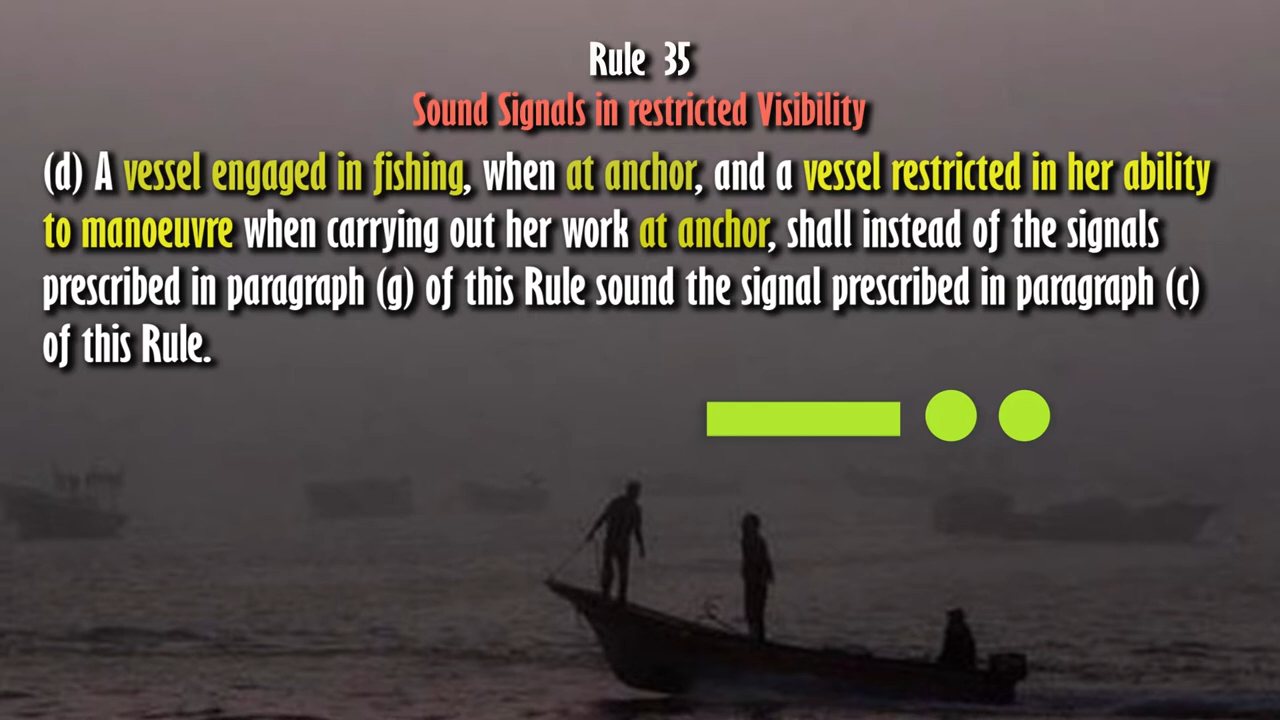 Rule 35
Sound Signals in restricted Visibility
(d) A vessel engaged in fishing, when at anchor, and a vessel restricted in her ability
to manoeuvre when carrying out her work at anchor, shall instead of the signals
prescribed in paragraph (g) of this Rule sound the signal prescribed in paragraph (c)
of this Rule.